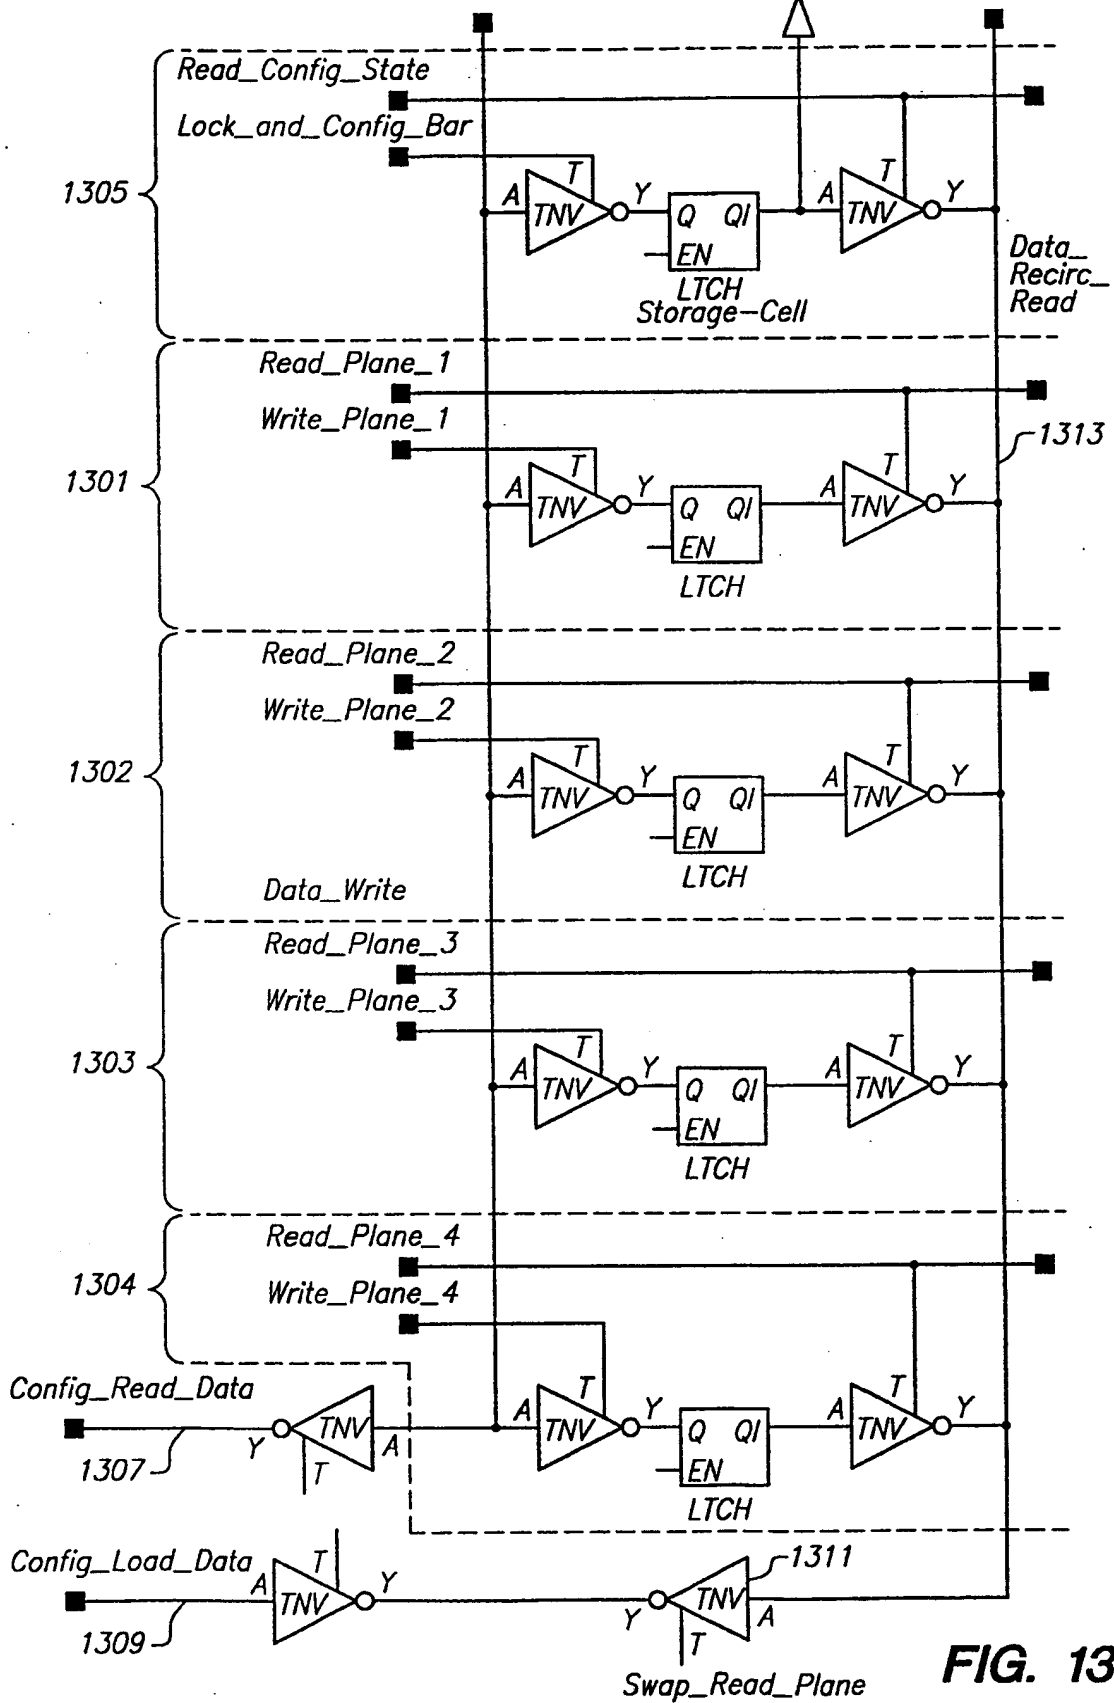 Read_Config_State
Lock_and_Config_Bar
1305
T
T
A
TNV
Y
Q QI
EN
LTCH
Storage-Cell
A
TNV
Y
Data_
Recirc_
Read
Read_Plane_1
Write_Plane_1
1313
1301
T
T
A
TNV
Y
Q QI
EN
LTCH
A
TNV
Y
Read_Plane_2
Write_Plane_2
1302
T
T
A
TNV
Y
Q QI
EN
LTCH
A
TNV
Y
Data_Write
Read_Plane_3
Write_Plane_3
1303
T
T
A
TNV
Y
Q QI
EN
LTCH
A
TNV
Y
Read_Plane_4
1304
Write_Plane_4
T
T
Config_Read_Data
Y
TNV
A
T
1307
A
TNV
Y
Q QI
EN
LTCH
A
TNV
Y
Config_Load_Data
T
A
TNV
Y
1309
1311
Y
TNV
A
T
Swap_Read_Plane
FIG. 13